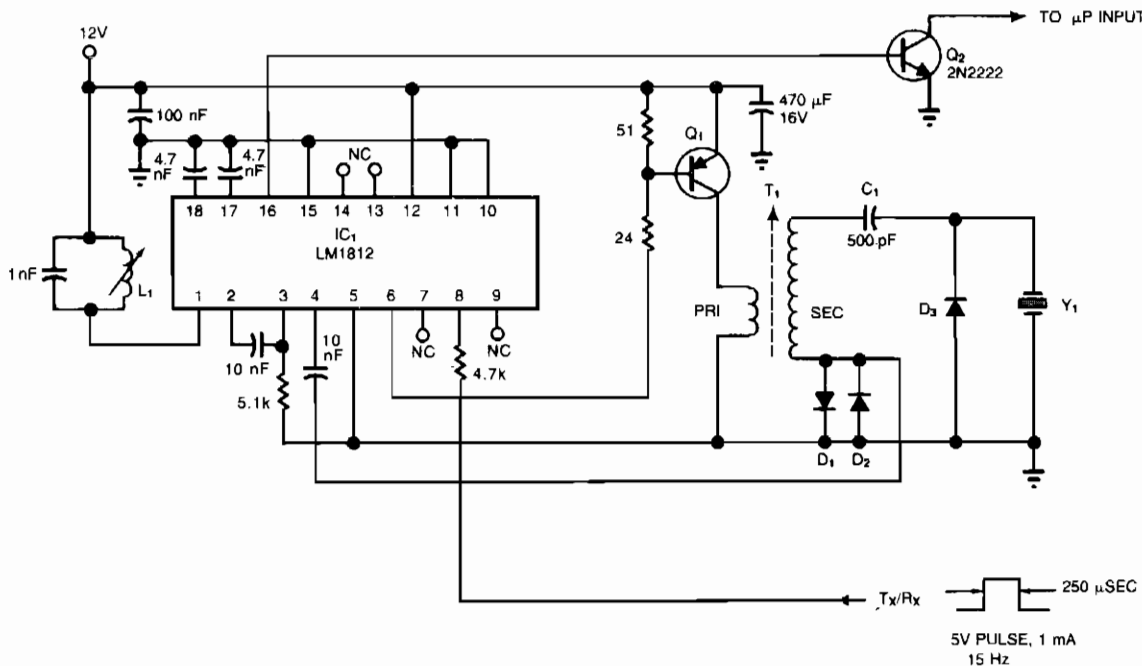 12V
TO µP INPUT
Q2
2N2222
100 nF
470 µF
16V
51
Q1
4.7
nF
4.7
nF
NC
18
17
16
15
14
13
12
11
10
T1
C1
500 pF
24
IC1
LM1812
1 nF
L1
1
2
3
4
5
6
7
8
9
PRI
SEC
D3
Y1
10 nF
10
nF
NC
NC
4.7k
5.1k
D1
D2
Tx/Rx
250 µSEC
5V PULSE, 1 mA
15 Hz